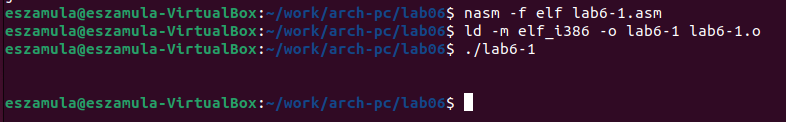 eszamula@eszamula-VirtualBox:~/work/arch-pc/lab06$ nasm -f elf lab6-1.asm
eszamula@eszamula-VirtualBox:~/work/arch-pc/lab06$ ld -m elf_i386 -o lab6-1 lab6-1.o
eszamula@eszamula-VirtualBox:~/work/arch-pc/lab06$ ./lab6-1
eszamula@eszamula-VirtualBox:~/work/arch-pc/lab06$